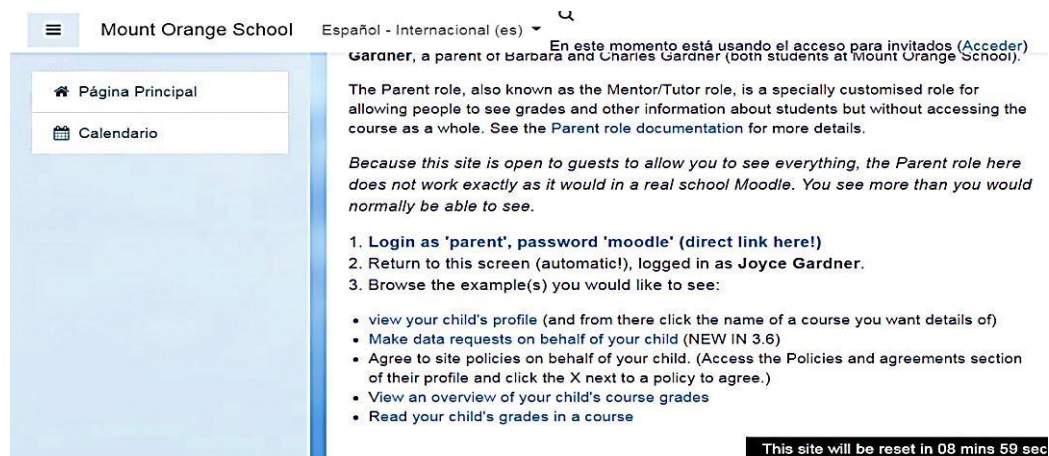 Mount Orange School Español - Internacional (es)
En este momento está usando el acceso para invitados (Acceder)
Página Principal
Calendario
Gardner, a parent of Barbara and Charles Gardner (both students at Mount Orange School).
The Parent role, also known as the Mentor/Tutor role, is a specially customised role for
allowing people to see grades and other information about students but without accessing the
course as a whole. See the Parent role documentation for more details.
Because this site is open to guests to allow you to see everything, the Parent role here
does not work exactly as it would in a real school Moodle. You see more than you would
normally be able to see.
1. Login as 'parent', password 'moodle' (direct link here!)
2. Return to this screen (automatic!), logged in as Joyce Gardner.
3. Browse the example(s) you would like to see:
• view your child's profile (and from there click the name of a course you want details of)
• Make data requests on behalf of your child (NEW IN 3.6)
• Agree to site policies on behalf of your child. (Access the Policies and agreements section
of their profile and click the X next to a policy to agree.)
• View an overview of your child's course grades
• Read your child's grades in a course
This site will be reset in 08 mins 59 sec